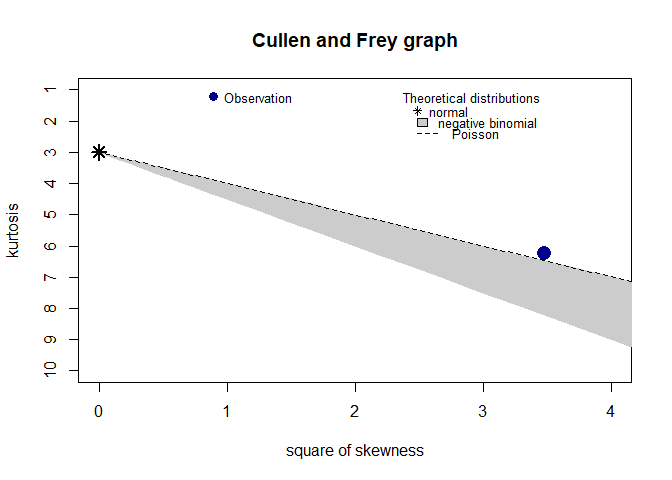 Cullen and Frey graph
Observation
Theoretical distributions
normal
negative binomial
Poisson
kurtosis
1
2
3
4
5
6
7
8
9
10
0
1
2
3
4
square of skewness